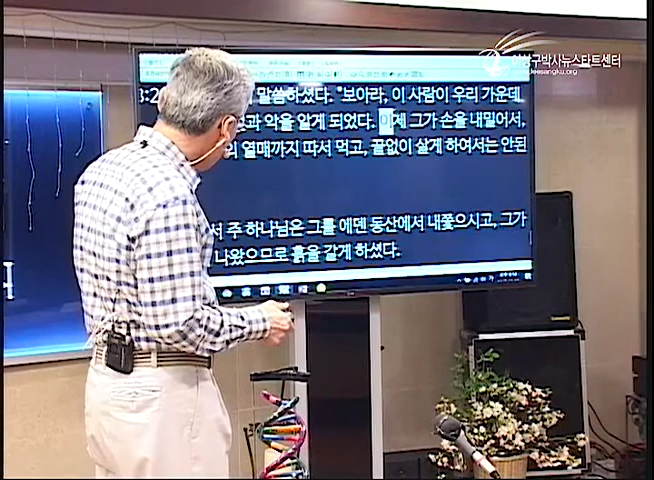 이상구박사뉴스타트센터
leesangku.org
말씀하셨다. "보아라, 이 사람이 우리 가운데
과 악을 알게 되었다. 이제 그가 손을 내밀어서,
의 열매까지 따서 먹고, 끝없이 살게 하여서는 안된
서 주 하나님은 그를 에덴 동산에서 내쫓으시고, 그가
나왔으므로 흙을 갈게 하셨다.